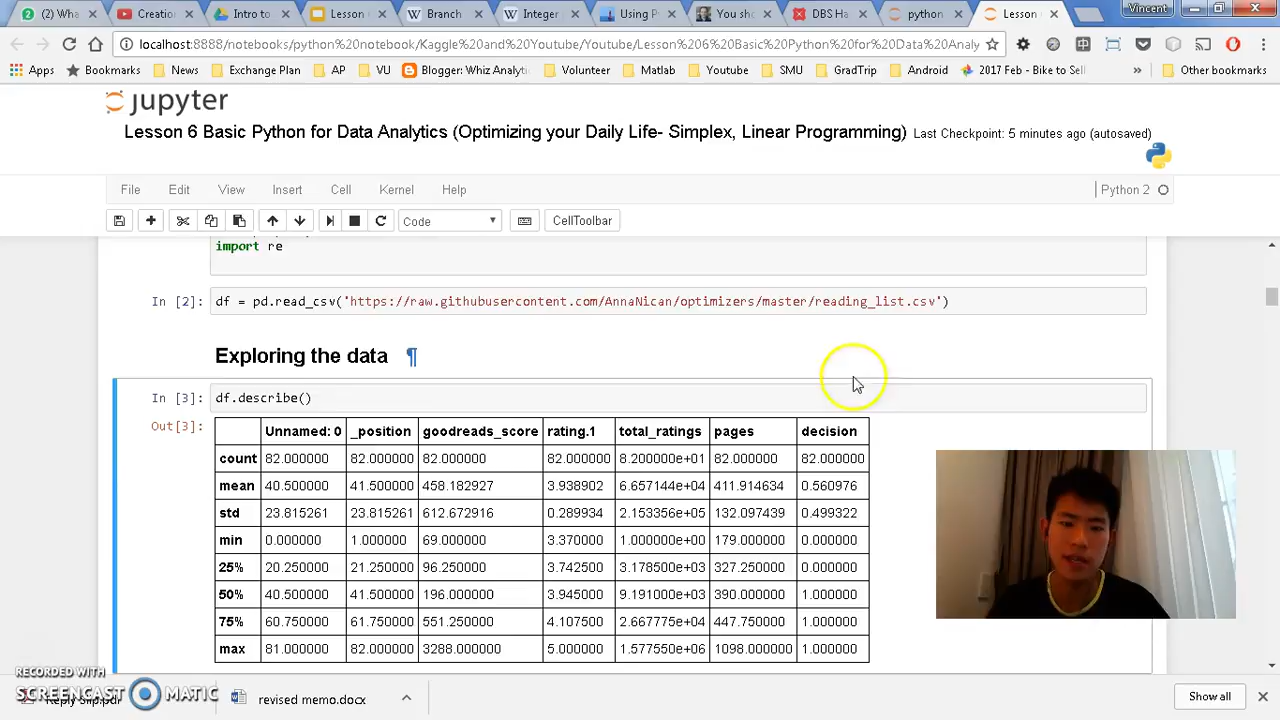 (2) Wha
Creation
Intro to
Lesson
Bran
Integer
Using P
You sho
DBS Ha
python
Lesson
Vincent
localhost:8888/notebooks/python%20notebook/Kaggle%20and%20Youtube/Youtube/Lesson%206%20Basic%20Python%20for%20Data%20Analy
Apps Bookmarks News Exchange Plan AP VU Blogger: Whiz Analytic Volunteer Matlab Youtube SMU GradTrip Android 2017 Feb - Bike to Sell » Other bookmarks
jupyter
Lesson 6 Basic Python for Data Analytics (Optimizing your Daily Life- Simplex, Linear Programming) Last Checkpoint: 5 minutes ago (autosaved)
File Edit View Insert Cell Kernel Help Python 2
Code CellToolbar
import re
In [2]: df = pd.read_csv('https://raw.githubusercontent.com/AnnaNican/optimizers/master/reading_list.csv')
Exploring the data ¶
In [3]: df.describe()
Out[3]: Unnamed: 0 _position goodreads_score rating.1 total_ratings pages decision
count 82.000000 82.000000 82.000000 82.000000 8.200000e+01 82.000000 82.000000
mean 40.500000 41.500000 458.182927 3.938902 6.657144e+04 411.914634 0.560976
std 23.815261 23.815261 612.672916 0.289934 2.153356e+05 132.097439 0.499322
min 0.000000 1.000000 69.000000 3.370000 1.000000e+00 179.000000 0.000000
25% 20.250000 21.250000 96.250000 3.742500 3.178500e+03 327.250000 0.000000
50% 40.500000 41.500000 196.000000 3.945000 9.191000e+03 390.000000 1.000000
75% 60.750000 61.750000 551.250000 4.107500 2.667775e+04 447.750000 1.000000
max 81.000000 82.000000 3288.000000 5.000000 1.577550e+06 1098.000000 1.000000
RECORDED WITH
SCREENCAST MATIC
Reply Slip.pdf revised memo.docx Show all